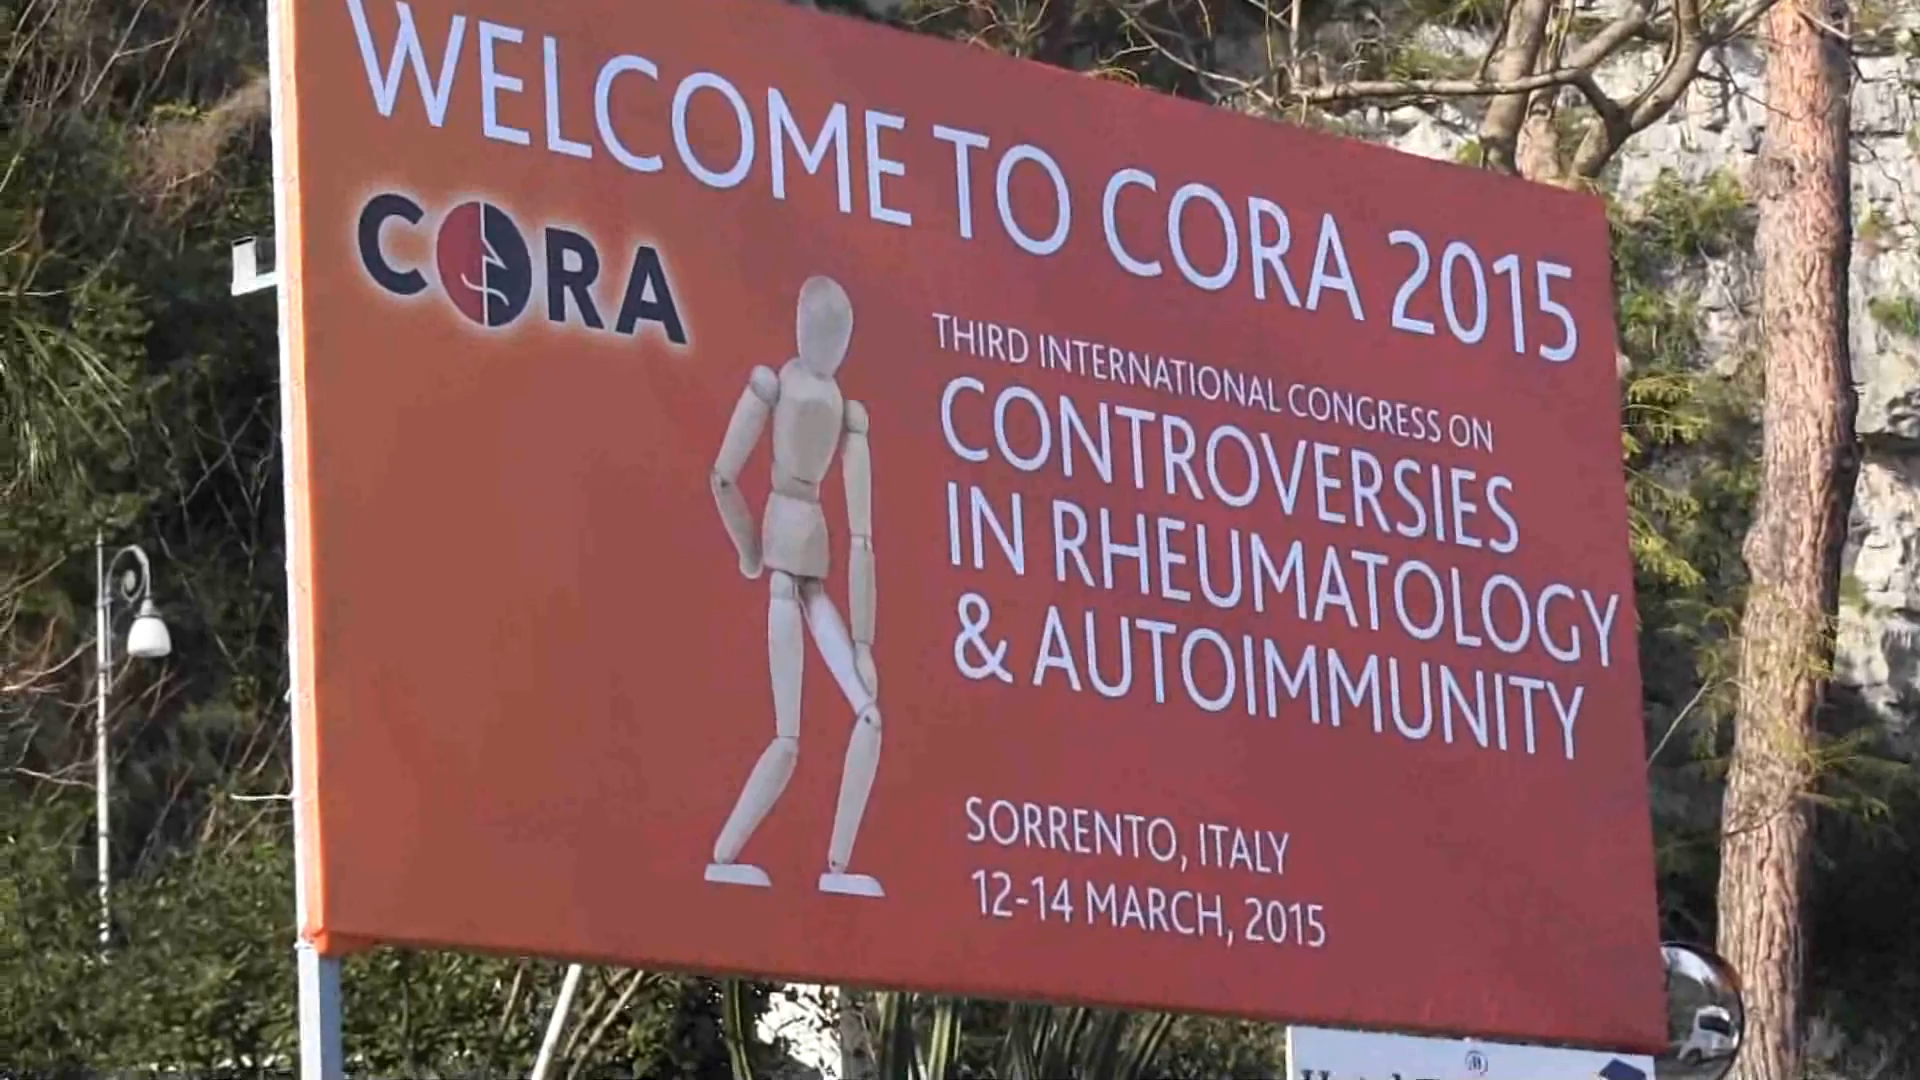 WELCOME TO CORA 2015
CORA
THIRD INTERNATIONAL CONGRESS ON
CONTROVERSIES
IN RHEUMATOLOGY
& AUTOIMMUNITY
SORRENTO, ITALY
12-14 MARCH, 2015